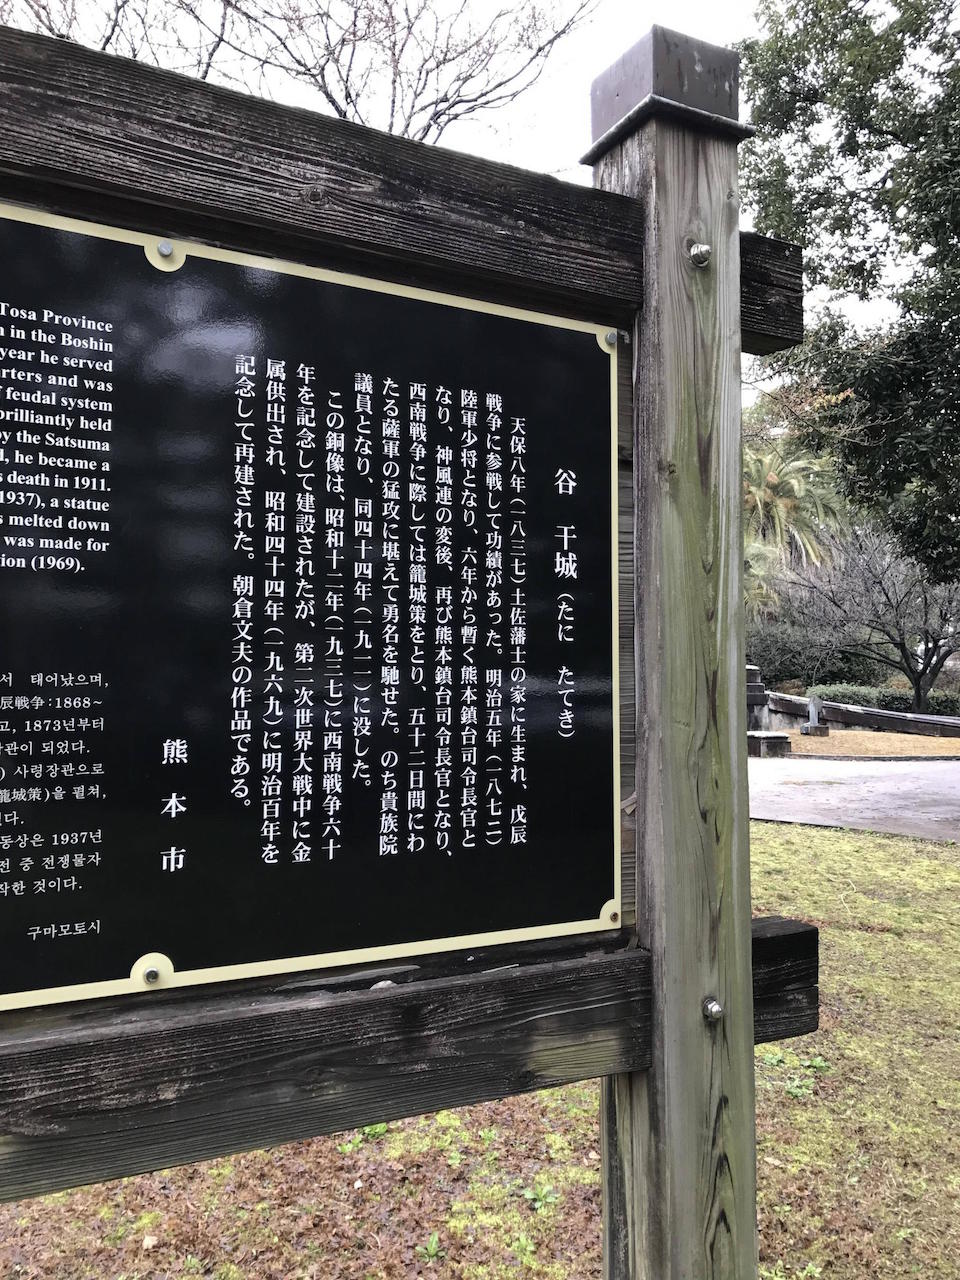 谷 干城（たに たてき）
天保八年（一八三七）土佐藩士の家に生まれ、戊辰
戦争に参戦して功績があった。明治五年（一八七二）
陸軍少将となり、六年から暫く熊本鎮台司令長官と
なり、神風連の変後、再び熊本鎮台司令長官となり、
西南戦争に際しては籠城策をとり、五十二日間にわ
たる薩軍の猛攻に堪えて勇名を馳せた。のち貴族院
議員となり、同四十四年（一九一一）に没した。
この銅像は、昭和十二年（一九三七）に西南戦争六十
年を記念して建設されたが、第二次世界大戦中に金
属供出され、昭和四十四年（一九六九）に明治百年を
記念して再建された。朝倉文夫の作品である。
熊本市
Tosa Province
in the Boshin
year he served
rters and was
feudal system
brilliantly held
by the Satsuma
, he became a
s death in 1911.
1937), a statue
s melted down
was made for
tion (1969).
서 태어났으며,
辰戦争:1868~
고, 1873년부터
관이 되었다.
) 사령장관으로
籠城策)을 펼쳐,
다.
동상은 1937년
전 중 전쟁물자
작한 것이다.
구마모토시